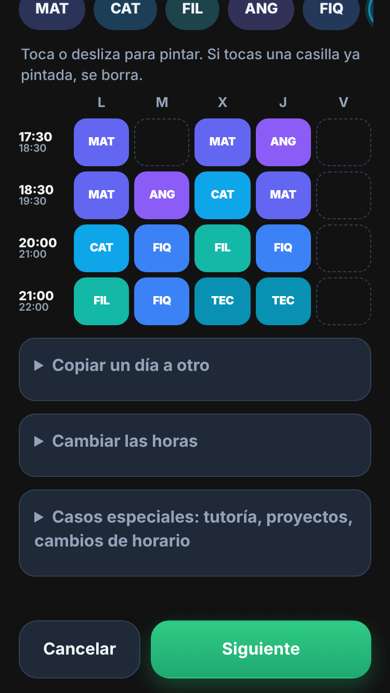 MAT CAT FIL ANG FIQ
Toca o desliza para pintar. Si tocas una casilla ya
pintada, se borra.
L M X J V
17:30 MAT MAT ANG
18:30
18:30 MAT ANG CAT MAT
19:30
20:00 CAT FIQ FIL FIQ
21:00
21:00 FIL FIQ TEC TEC
22:00
▶ Copiar un día a otro
▶ Cambiar las horas
▶ Casos especiales: tutoría, proyectos,
cambios de horario
Cancelar Siguiente